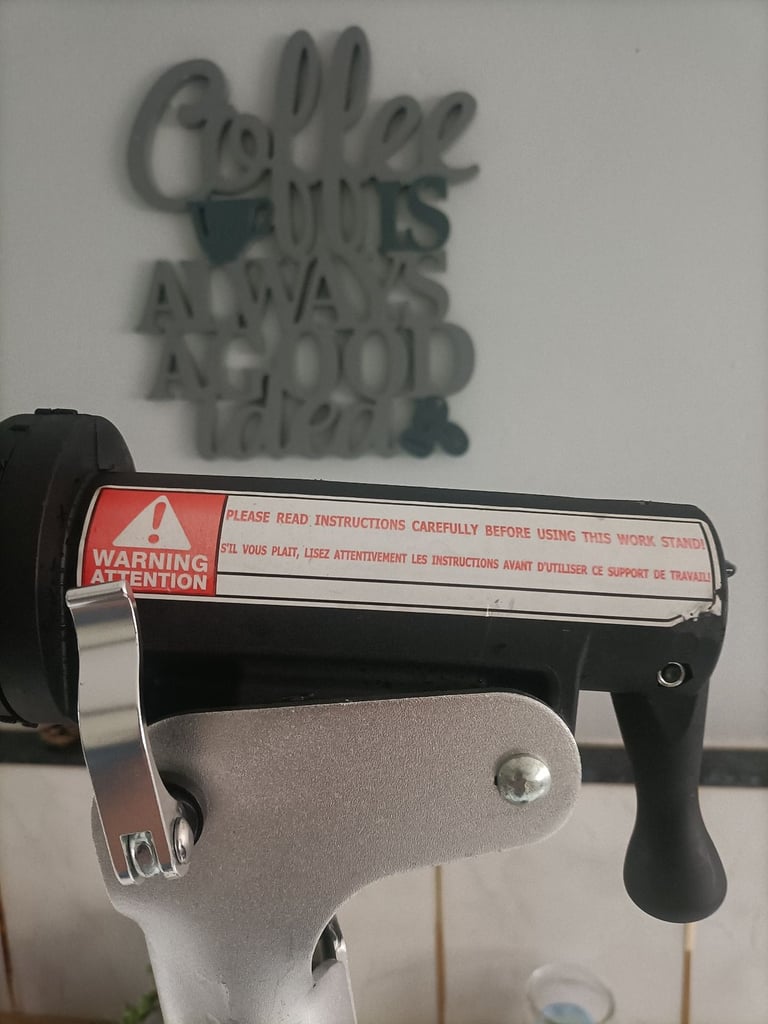 Coffee
IS
ALWAYS
A GOOD
idea
WARNING
ATTENTION
PLEASE READ INSTRUCTIONS CAREFULLY BEFORE USING THIS WORK STAND!
S'IL VOUS PLAIT, LISEZ ATTENTIVEMENT LES INSTRUCTIONS AVANT D'UTILISER CE SUPPORT DE TRAVAIL!